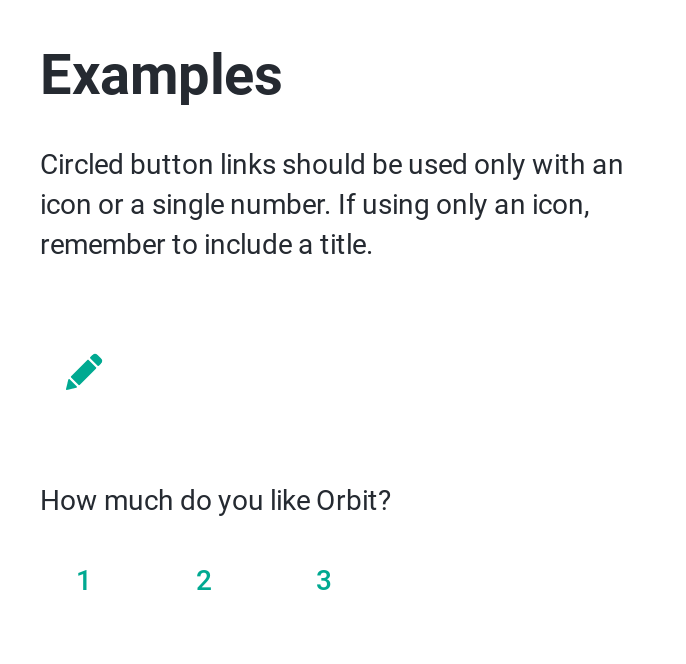 Examples
Circled button links should be used only with an
icon or a single number. If using only an icon,
remember to include a title.
How much do you like Orbit?
1 2 3